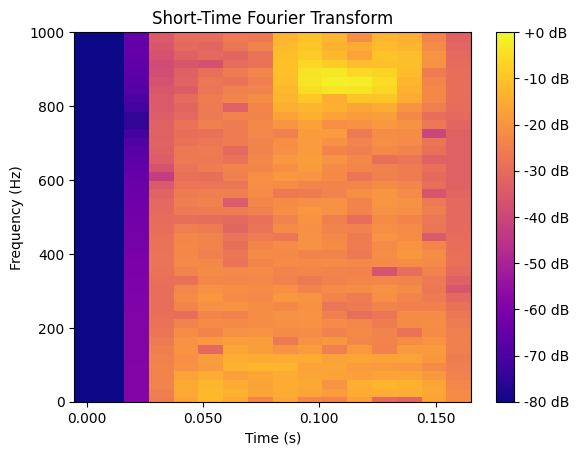 Short-Time Fourier Transform
Frequency (Hz)
1000
800
600
400
200
0
0.000
0.050
0.100
0.150
Time (s)
+0 dB
-10 dB
-20 dB
-30 dB
-40 dB
-50 dB
-60 dB
-70 dB
-80 dB